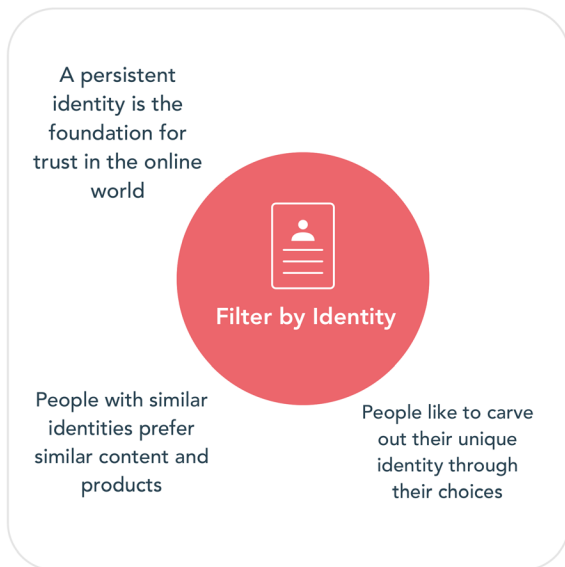 A persistent
identity is the
foundation for
trust in the online
world
Filter by Identity
People with similar
identities prefer
similar content and
products
People like to carve
out their unique
identity through
their choices